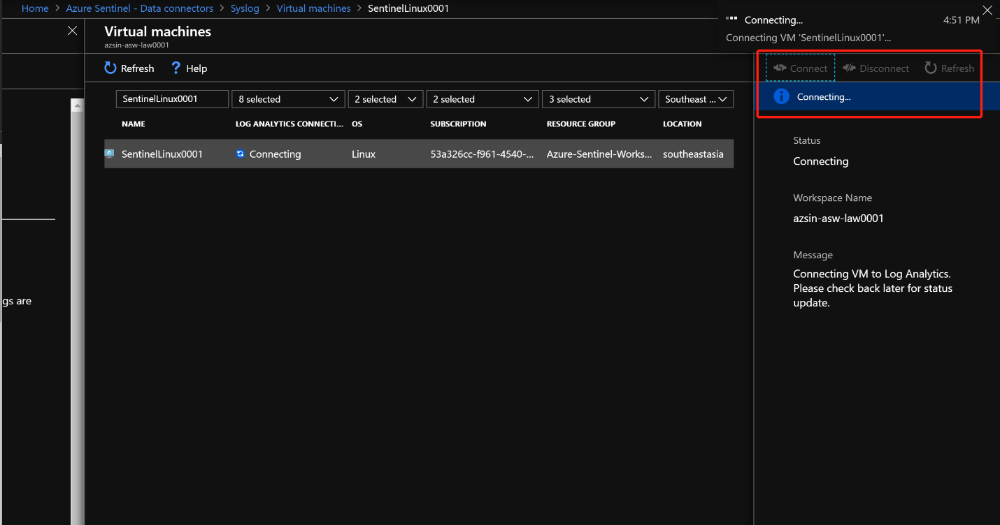 Home > Azure Sentinel - Data connectors > Syslog > Virtual machines > SentinelLinux0001
Connecting...
4:51 PM
Connecting VM 'SentinelLinux0001'...
Virtual machines
azsin-asw-law0001
Refresh
? Help
Connect
Disconnect
Refresh
Connecting...
SentinelLinux0001
8 selected
2 selected
2 selected
3 selected
Southeast ...
NAME
LOG ANALYTICS CONNECTI...
OS
SUBSCRIPTION
RESOURCE GROUP
LOCATION
SentinelLinux0001
Connecting
Linux
53a326cc-f961-4540-...
Azure-Sentinel-Works...
southeastasia
Status
Connecting
Workspace Name
azsin-asw-law0001
Message
Connecting VM to Log Analytics.
Please check back later for status
update.
gs are